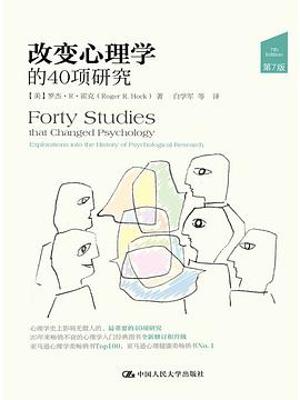 改变心理学
的40项研究
7th Edition
第7版
【美】罗杰·R·霍克（Roger R. Hock） 著 白学军 等 译
Forty Studies
that Changed Psychology
Explorations into the History of Psychological Research
心理学史上影响无数人的、最重要的40项研究
20年来畅销不衰的心理学入门经典图书全新修订和升级
亚马逊心理学类畅销书Top100，亚马逊心理健康类畅销书No.1
中国人民大学出版社